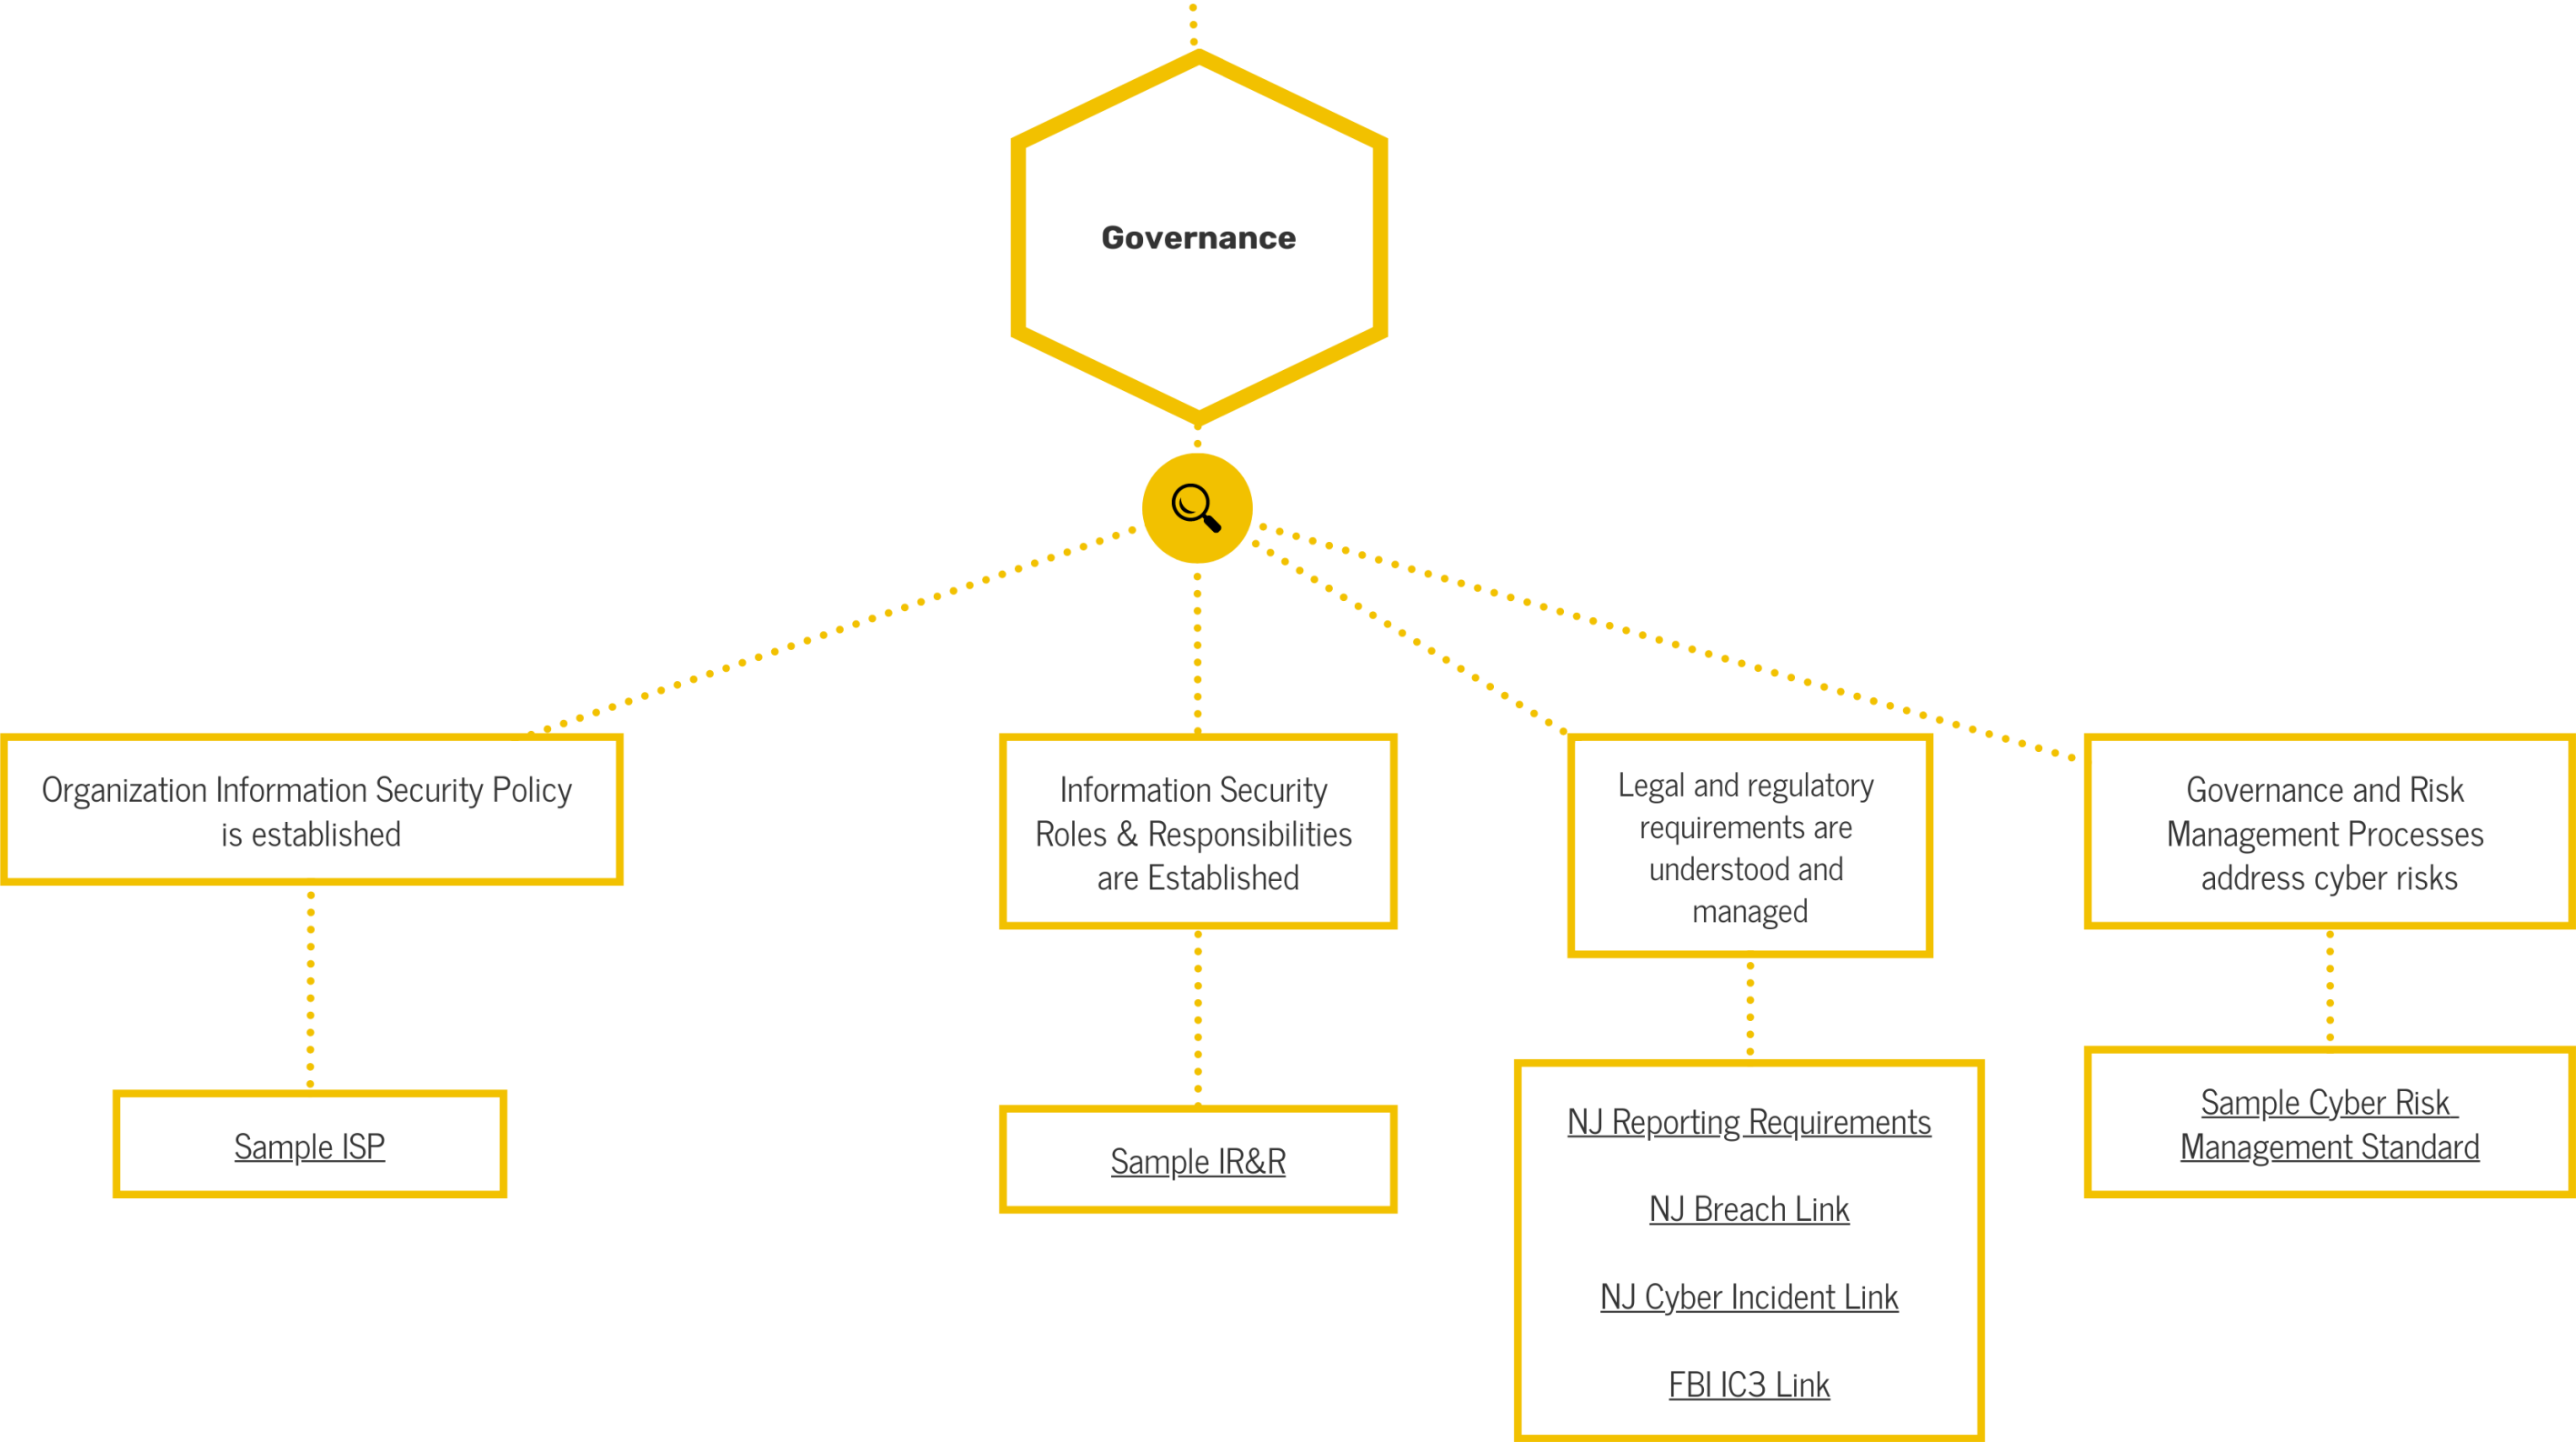 Governance
Organization Information Security Policy
is established
Information Security
Roles & Responsibilities
are Established
Legal and regulatory
requirements are
understood and
managed
Governance and Risk
Management Processes
address cyber risks
Sample ISP
Sample IR&R
NJ Reporting Requirements
NJ Breach Link
NJ Cyber Incident Link
FBI IC3 Link
Sample Cyber Risk
Management Standard